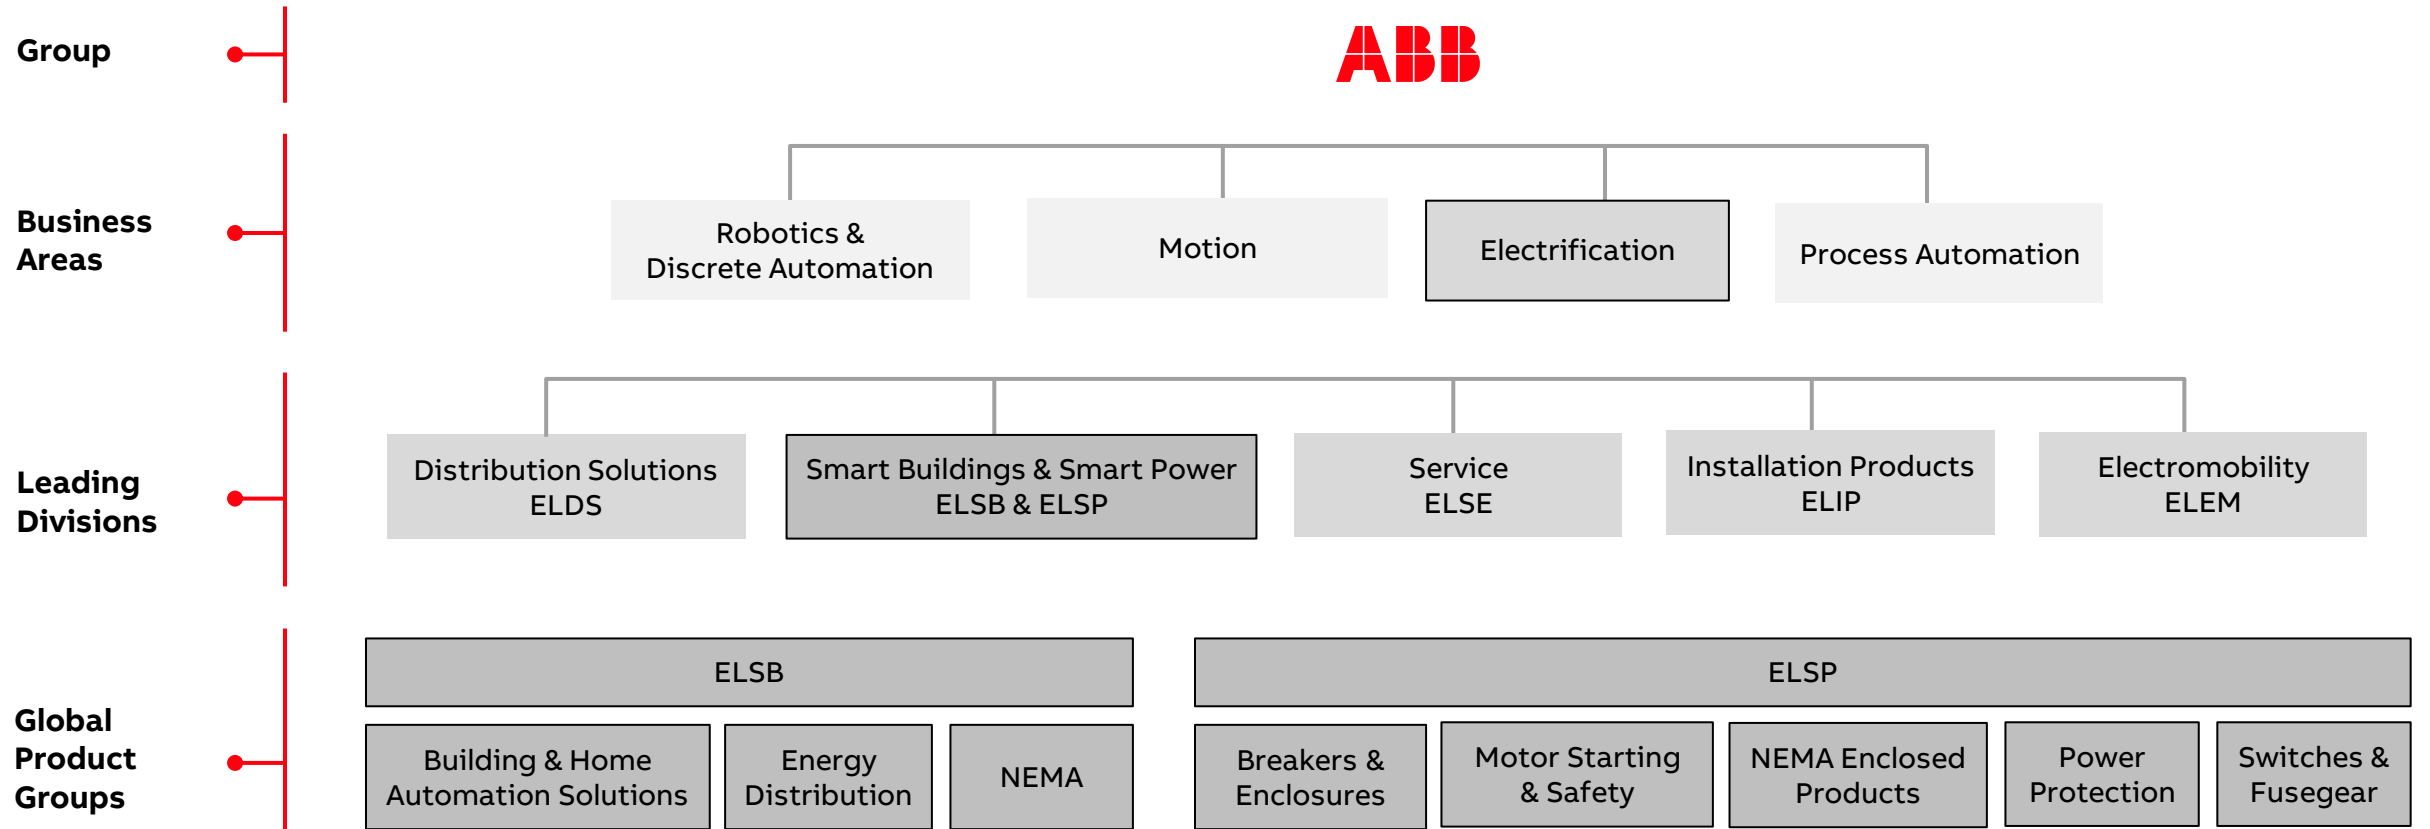 Group
ABB
Business
Areas
Robotics &
Discrete Automation
Motion
Electrification
Process Automation
Leading
Divisions
Distribution Solutions
ELDS
Smart Buildings & Smart Power
ELSB & ELSP
Service
ELSE
Installation Products
ELIP
Electromobility
ELEM
Global
Product
Groups
ELSB
Building & Home
Automation Solutions
Energy
Distribution
NEMA
ELSP
Breakers &
Enclosures
Motor Starting
& Safety
NEMA Enclosed
Products
Power
Protection
Switches &
Fusegear